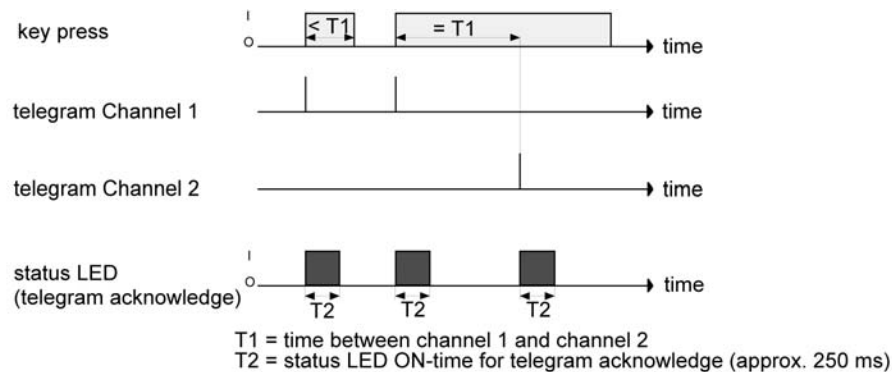 I
key press
< T1
= T1
O
time
telegram Channel 1
time
telegram Channel 2
time
I
status LED
O
time
(telegram acknowledge)
T2
T2
T2
T1 = time between channel 1 and channel 2
T2 = status LED ON-time for telegram acknowledge (approx. 250 ms)